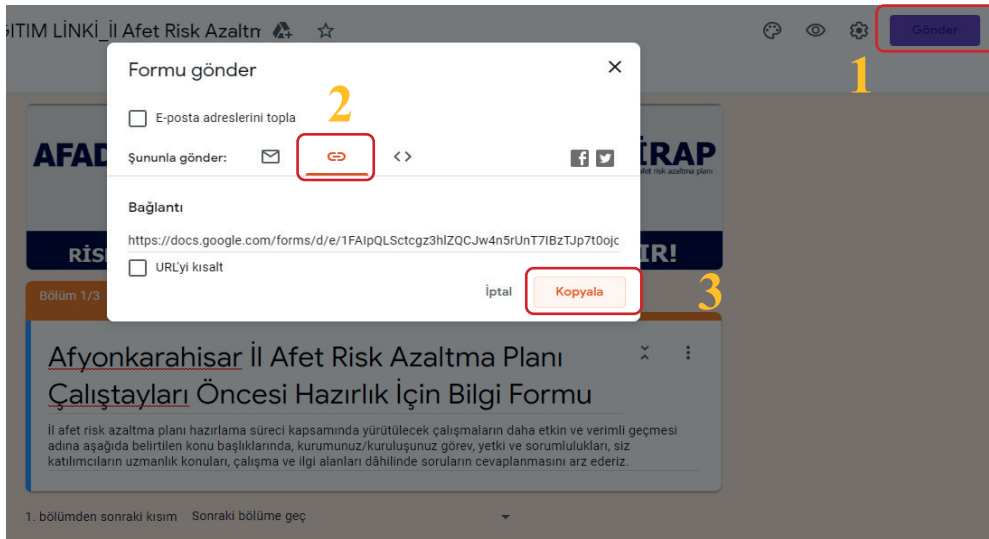 ITIM LİNKİ_İl Afet Risk Azaltm
Gönder
1
Formu gönder
E-posta adreslerini topla
2
Şununla gönder:
AFAD
İRAP
afet risk azaltma planı
Bağlantı
https://docs.google.com/forms/d/e/1FAIpQLSctcgz3hlZQCJw4n5rUnT7IBzTJp7t0ojc
RİS
IR!
URL'yi kısalt
İptal
Kopyala
3
Bölüm 1/3
Afyonkarahisar İl Afet Risk Azaltma Planı
Çalıştayları Öncesi Hazırlık İçin Bilgi Formu
İl afet risk azaltma planı hazırlama süreci kapsamında yürütülecek çalışmaların daha etkin ve verimli geçmesi
adına aşağıda belirtilen konu başlıklarında, kurumunuz/kuruluşunuz görev, yetki ve sorumlulukları, siz
katılımcıların uzmanlık konuları, çalışma ve ilgi alanları dâhilinde soruların cevaplanmasını arz ederiz.
1. bölümden sonraki kısım Sonraki bölüme geç